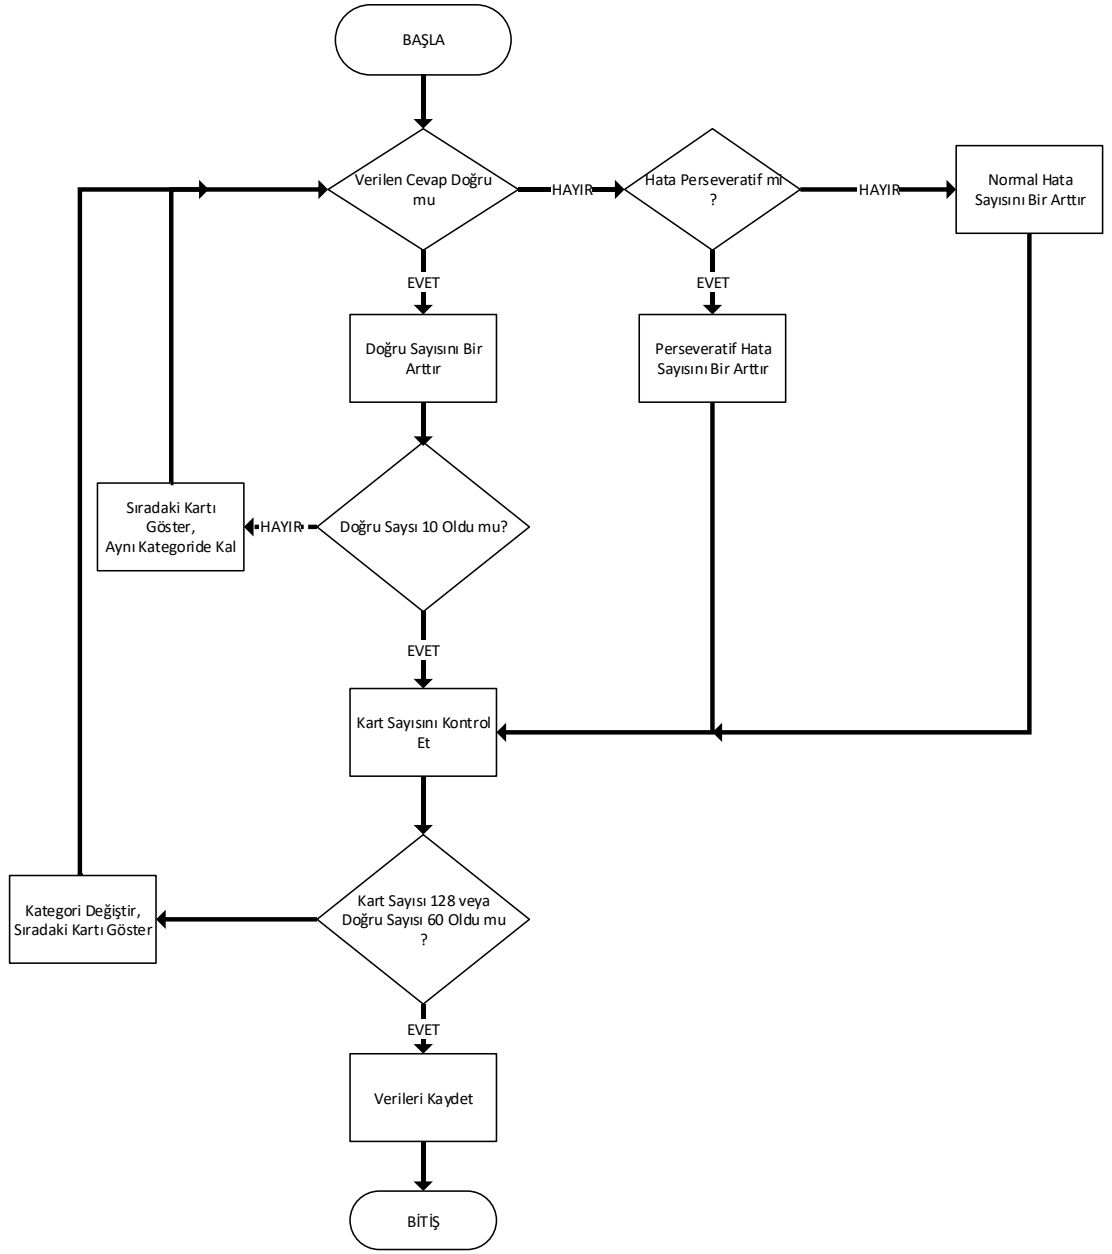 BAŞLA
Verilen Cevap Doğru
mu
HAYIR
Hata Perseveratif mi
?
HAYIR
Normal Hata
Sayısını Bir Arttır
EVET
EVET
Doğru Sayısını Bir
Arttır
Perseveratif Hata
Sayısını Bir Arttır
Sıradaki Kartı
Göster,
Aynı Kategoride Kal
HAYIR
Doğru Saysı 10 Oldu mu?
EVET
Kart Sayısını Kontrol
Et
Kategori Değiştir,
Sıradaki Kartı Göster
Kart Sayısı 128 veya
Doğru Sayısı 60 Oldu mu
?
EVET
Verileri Kaydet
BİTİŞ